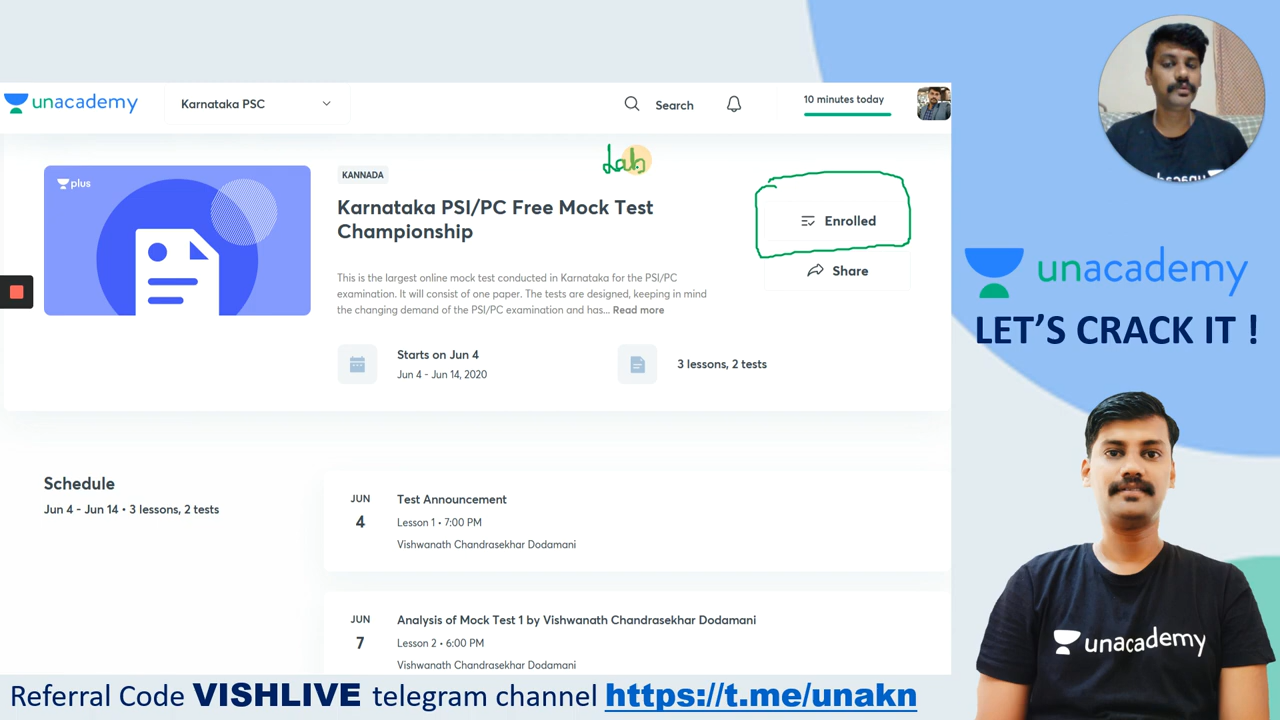 unacademy
Karnataka PSC
Search
10 minutes today
plus
KANNADA
Karnataka PSI/PC Free Mock Test
Championship
This is the largest online mock test conducted in Karnataka for the PSI/PC
examination. It will consist of one paper. The tests are designed, keeping in mind
the changing demand of the PSI/PC examination and has... Read more
Starts on Jun 4
Jun 4 - Jun 14, 2020
3 lessons, 2 tests
Lab
Enrolled
Share
Schedule
Jun 4 - Jun 14 • 3 lessons, 2 tests
JUN
4
Test Announcement
Lesson 1 • 7:00 PM
Vishwanath Chandrasekhar Dodamani
JUN
7
Analysis of Mock Test 1 by Vishwanath Chandrasekhar Dodamani
Lesson 2 • 6:00 PM
Vishwanath Chandrasekhar Dodamani
unacademy
LET'S CRACK IT !
unacademy
Referral Code VISHLIVE telegram channel https://t.me/unakn